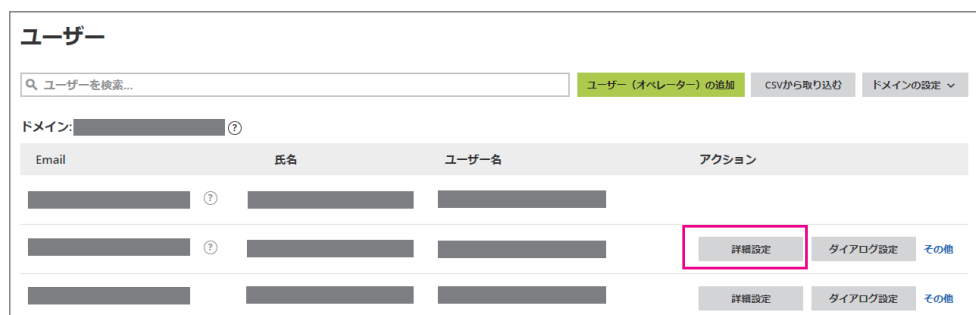 ユーザー
ユーザーを検索... ユーザー（オペレーター）の追加 CSVから取り込む ドメインの設定
ドメイン: ?
Email 氏名 ユーザー名 アクション
?
? 詳細設定 ダイアログ設定 その他
詳細設定 ダイアログ設定 その他